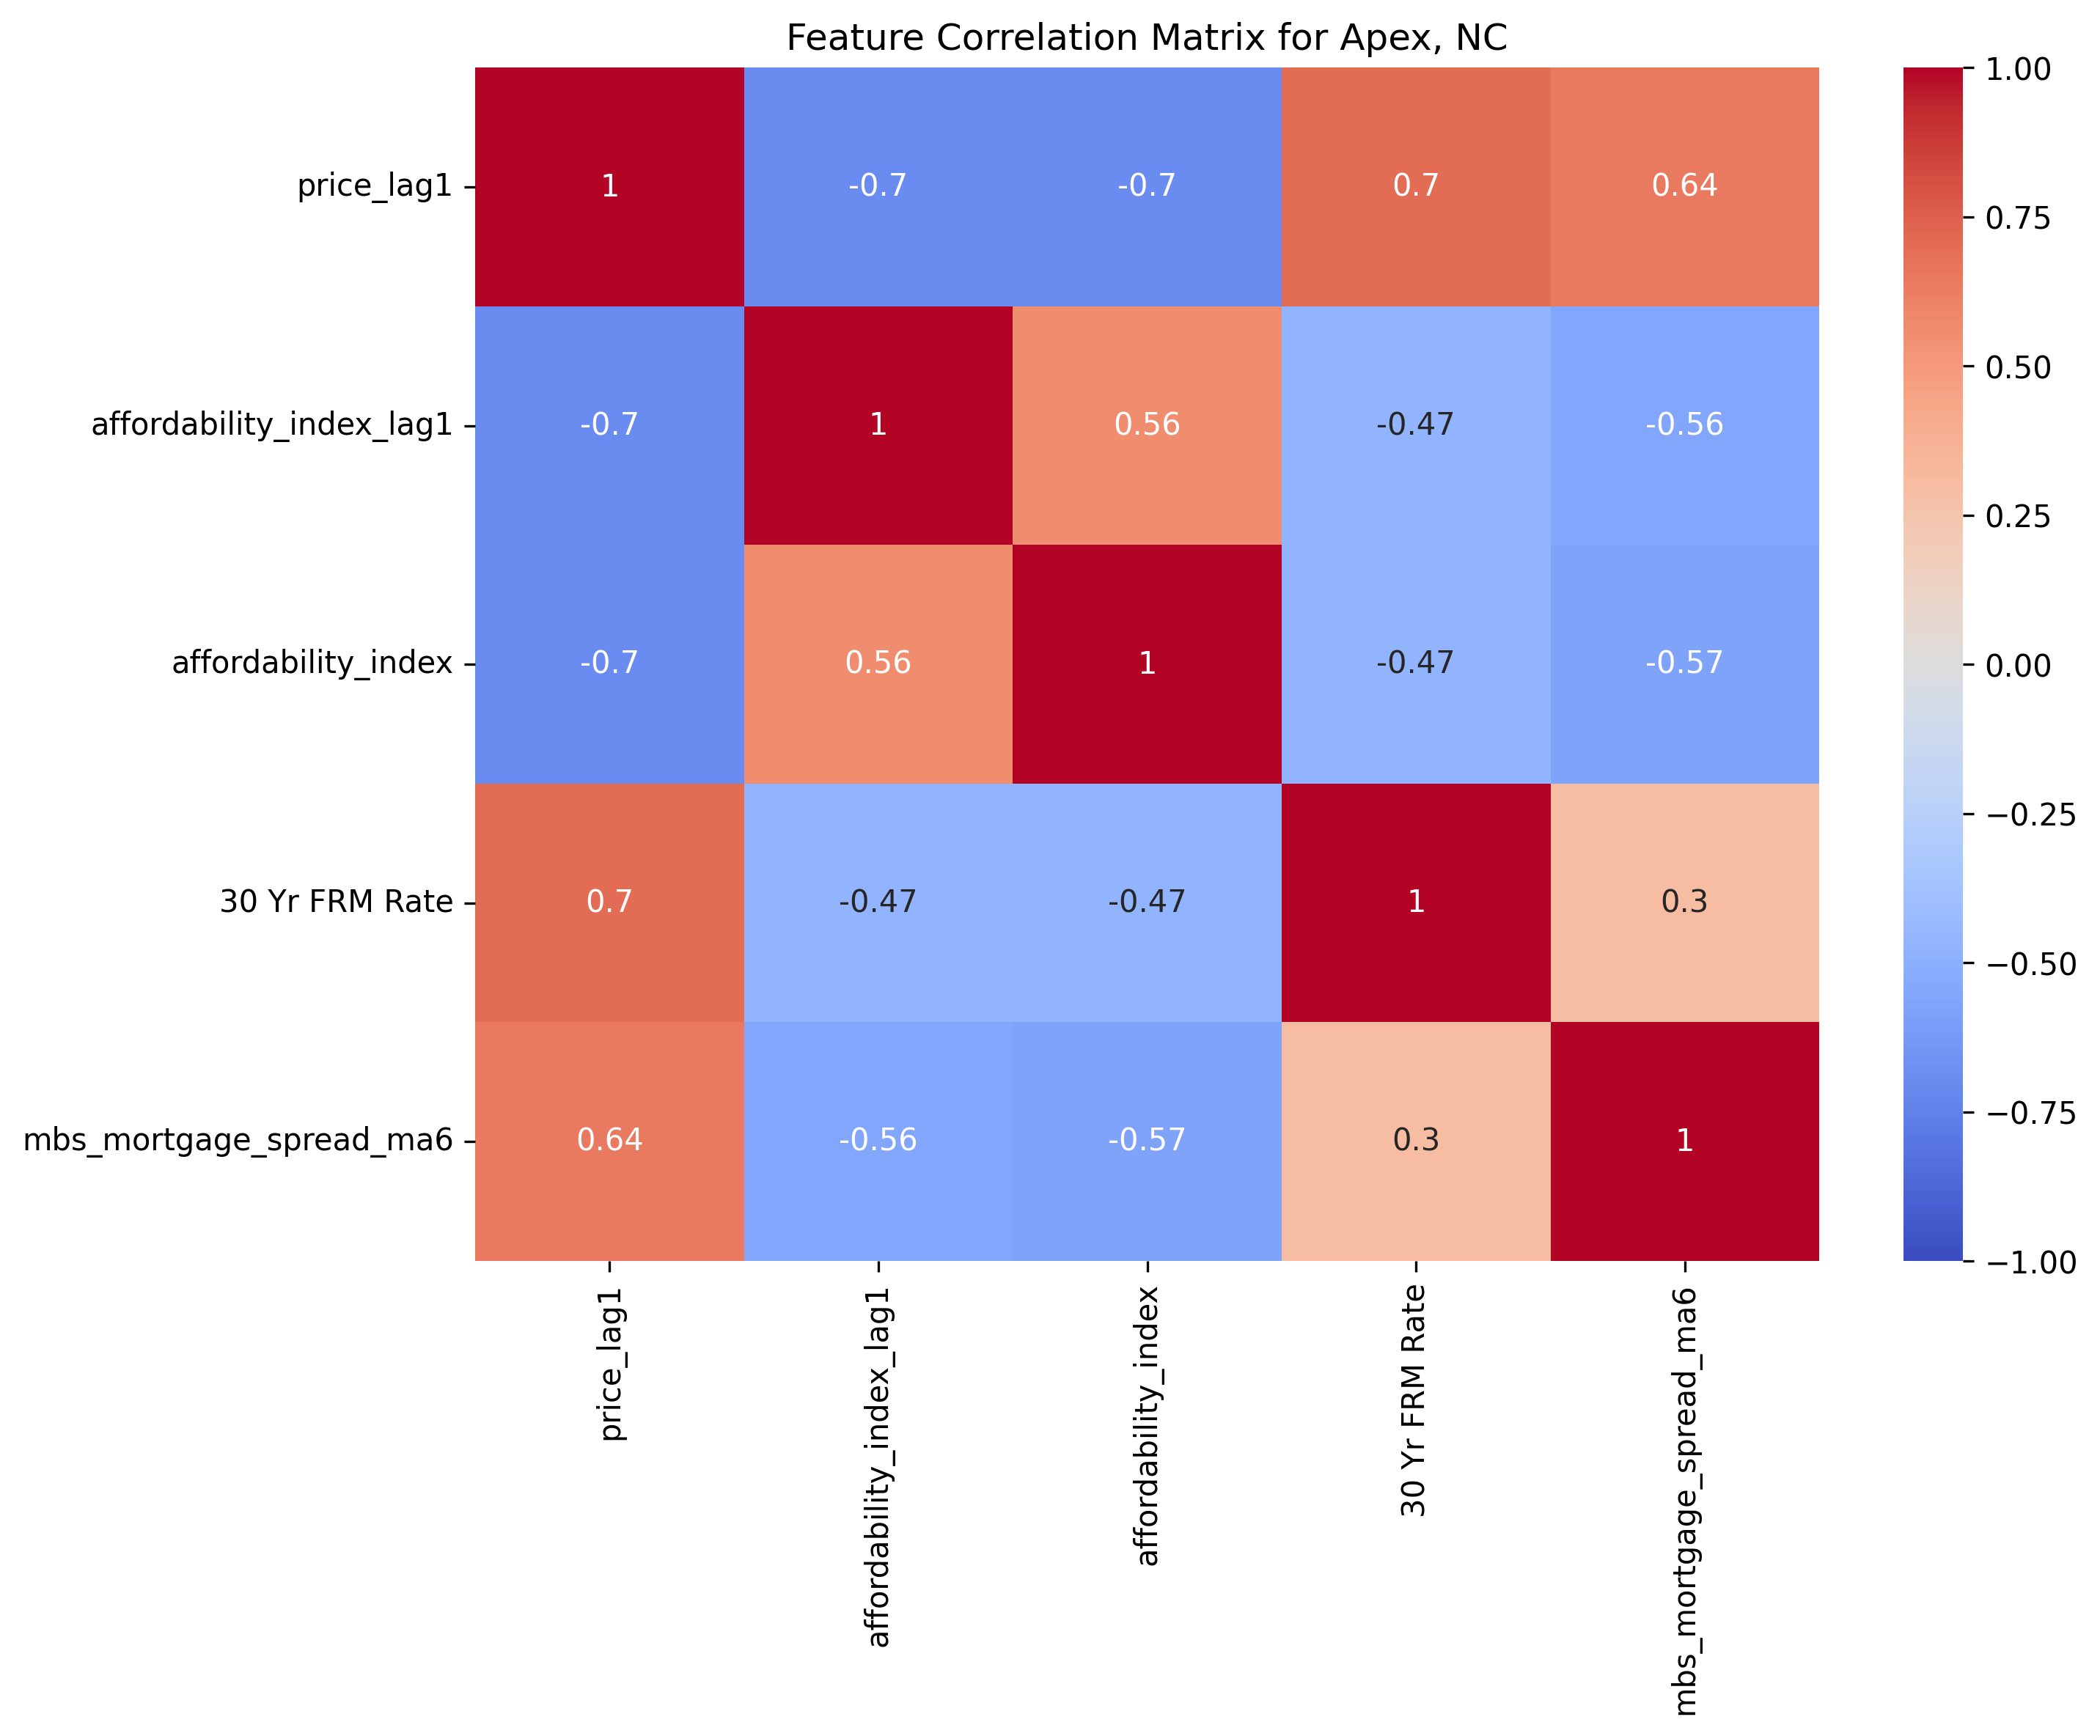 Feature Correlation Matrix for Apex, NC
price_lag1 1 -0.7 -0.7 0.7 0.64
affordability_index_lag1 -0.7 1 0.56 -0.47 -0.56
affordability_index -0.7 0.56 1 -0.47 -0.57
30 Yr FRM Rate 0.7 -0.47 -0.47 1 0.3
mbs_mortgage_spread_ma6 0.64 -0.56 -0.57 0.3 1
price_lag1
affordability_index_lag1
affordability_index
30 Yr FRM Rate
mbs_mortgage_spread_ma6
1.00
0.75
0.50
0.25
0.00
−0.25
−0.50
−0.75
−1.00